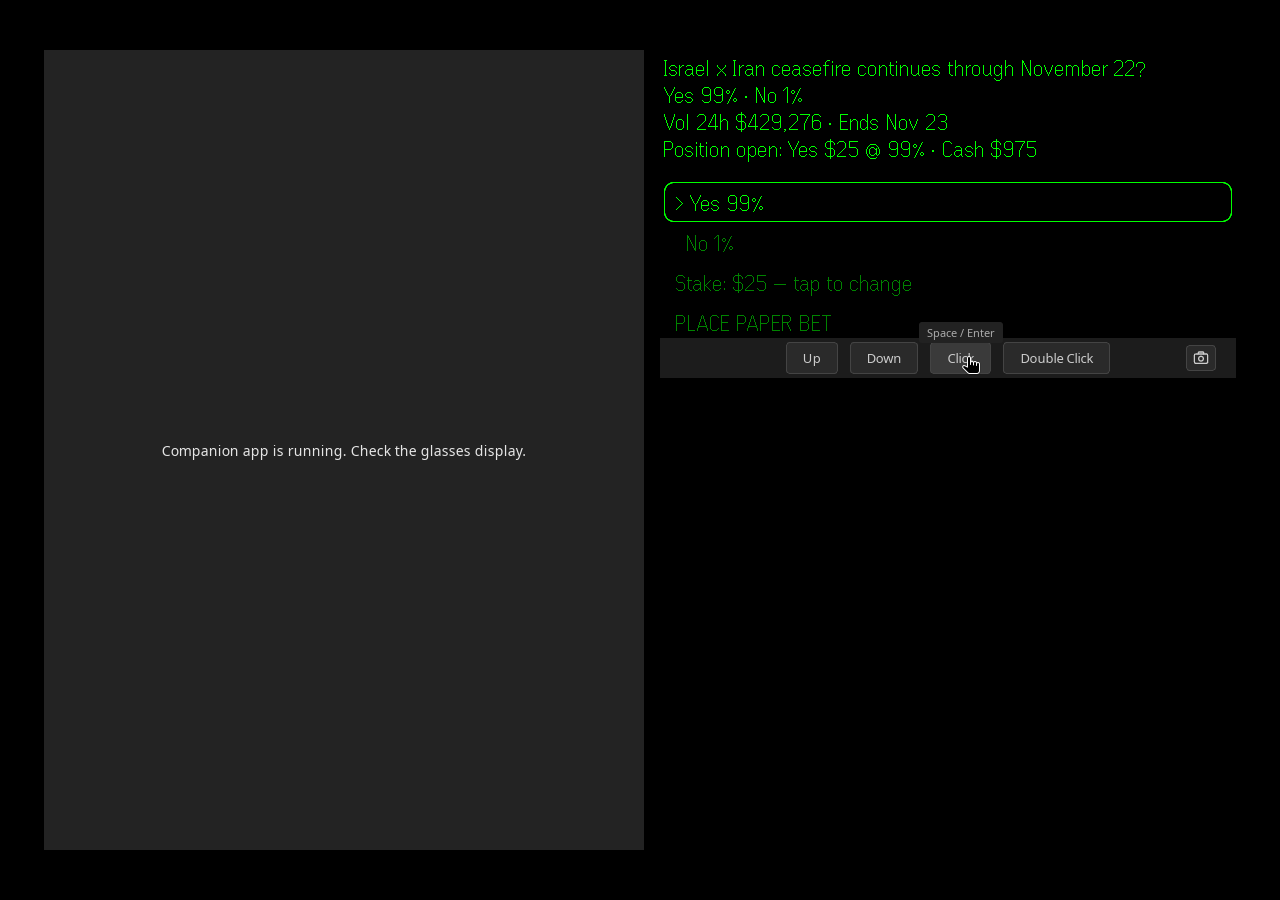 Israel x Iran ceasefire continues through November 22?
Yes 99% · No 1%
Vol 24h $429,276 · Ends Nov 23
Position open: Yes $25 @ 99% · Cash $975
> Yes 99%
No 1%
Stake: $25 — tap to change
PLACE PAPER BET
Space / Enter
Up
Down
Click
Double Click
Companion app is running. Check the glasses display.